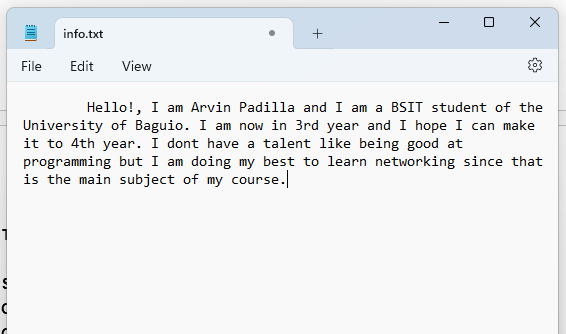 info.txt
File Edit View
Hello!, I am Arvin Padilla and I am a BSIT student of the
University of Baguio. I am now in 3rd year and I hope I can make
it to 4th year. I dont have a talent like being good at
programming but I am doing my best to learn networking since that
is the main subject of my course.